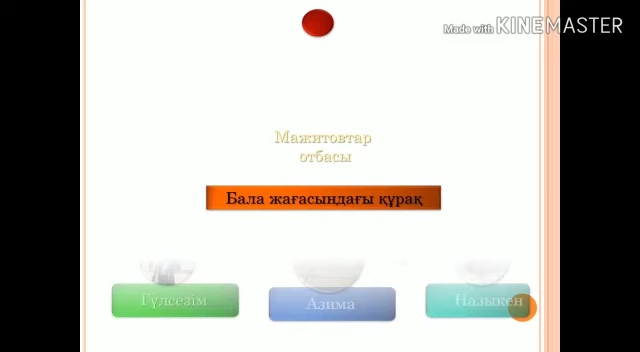 Made with KINEMASTER
Мажитовтар
отбасы
Бала жағасындағы құрақ
Гүлсезім
Азима
Назыкен